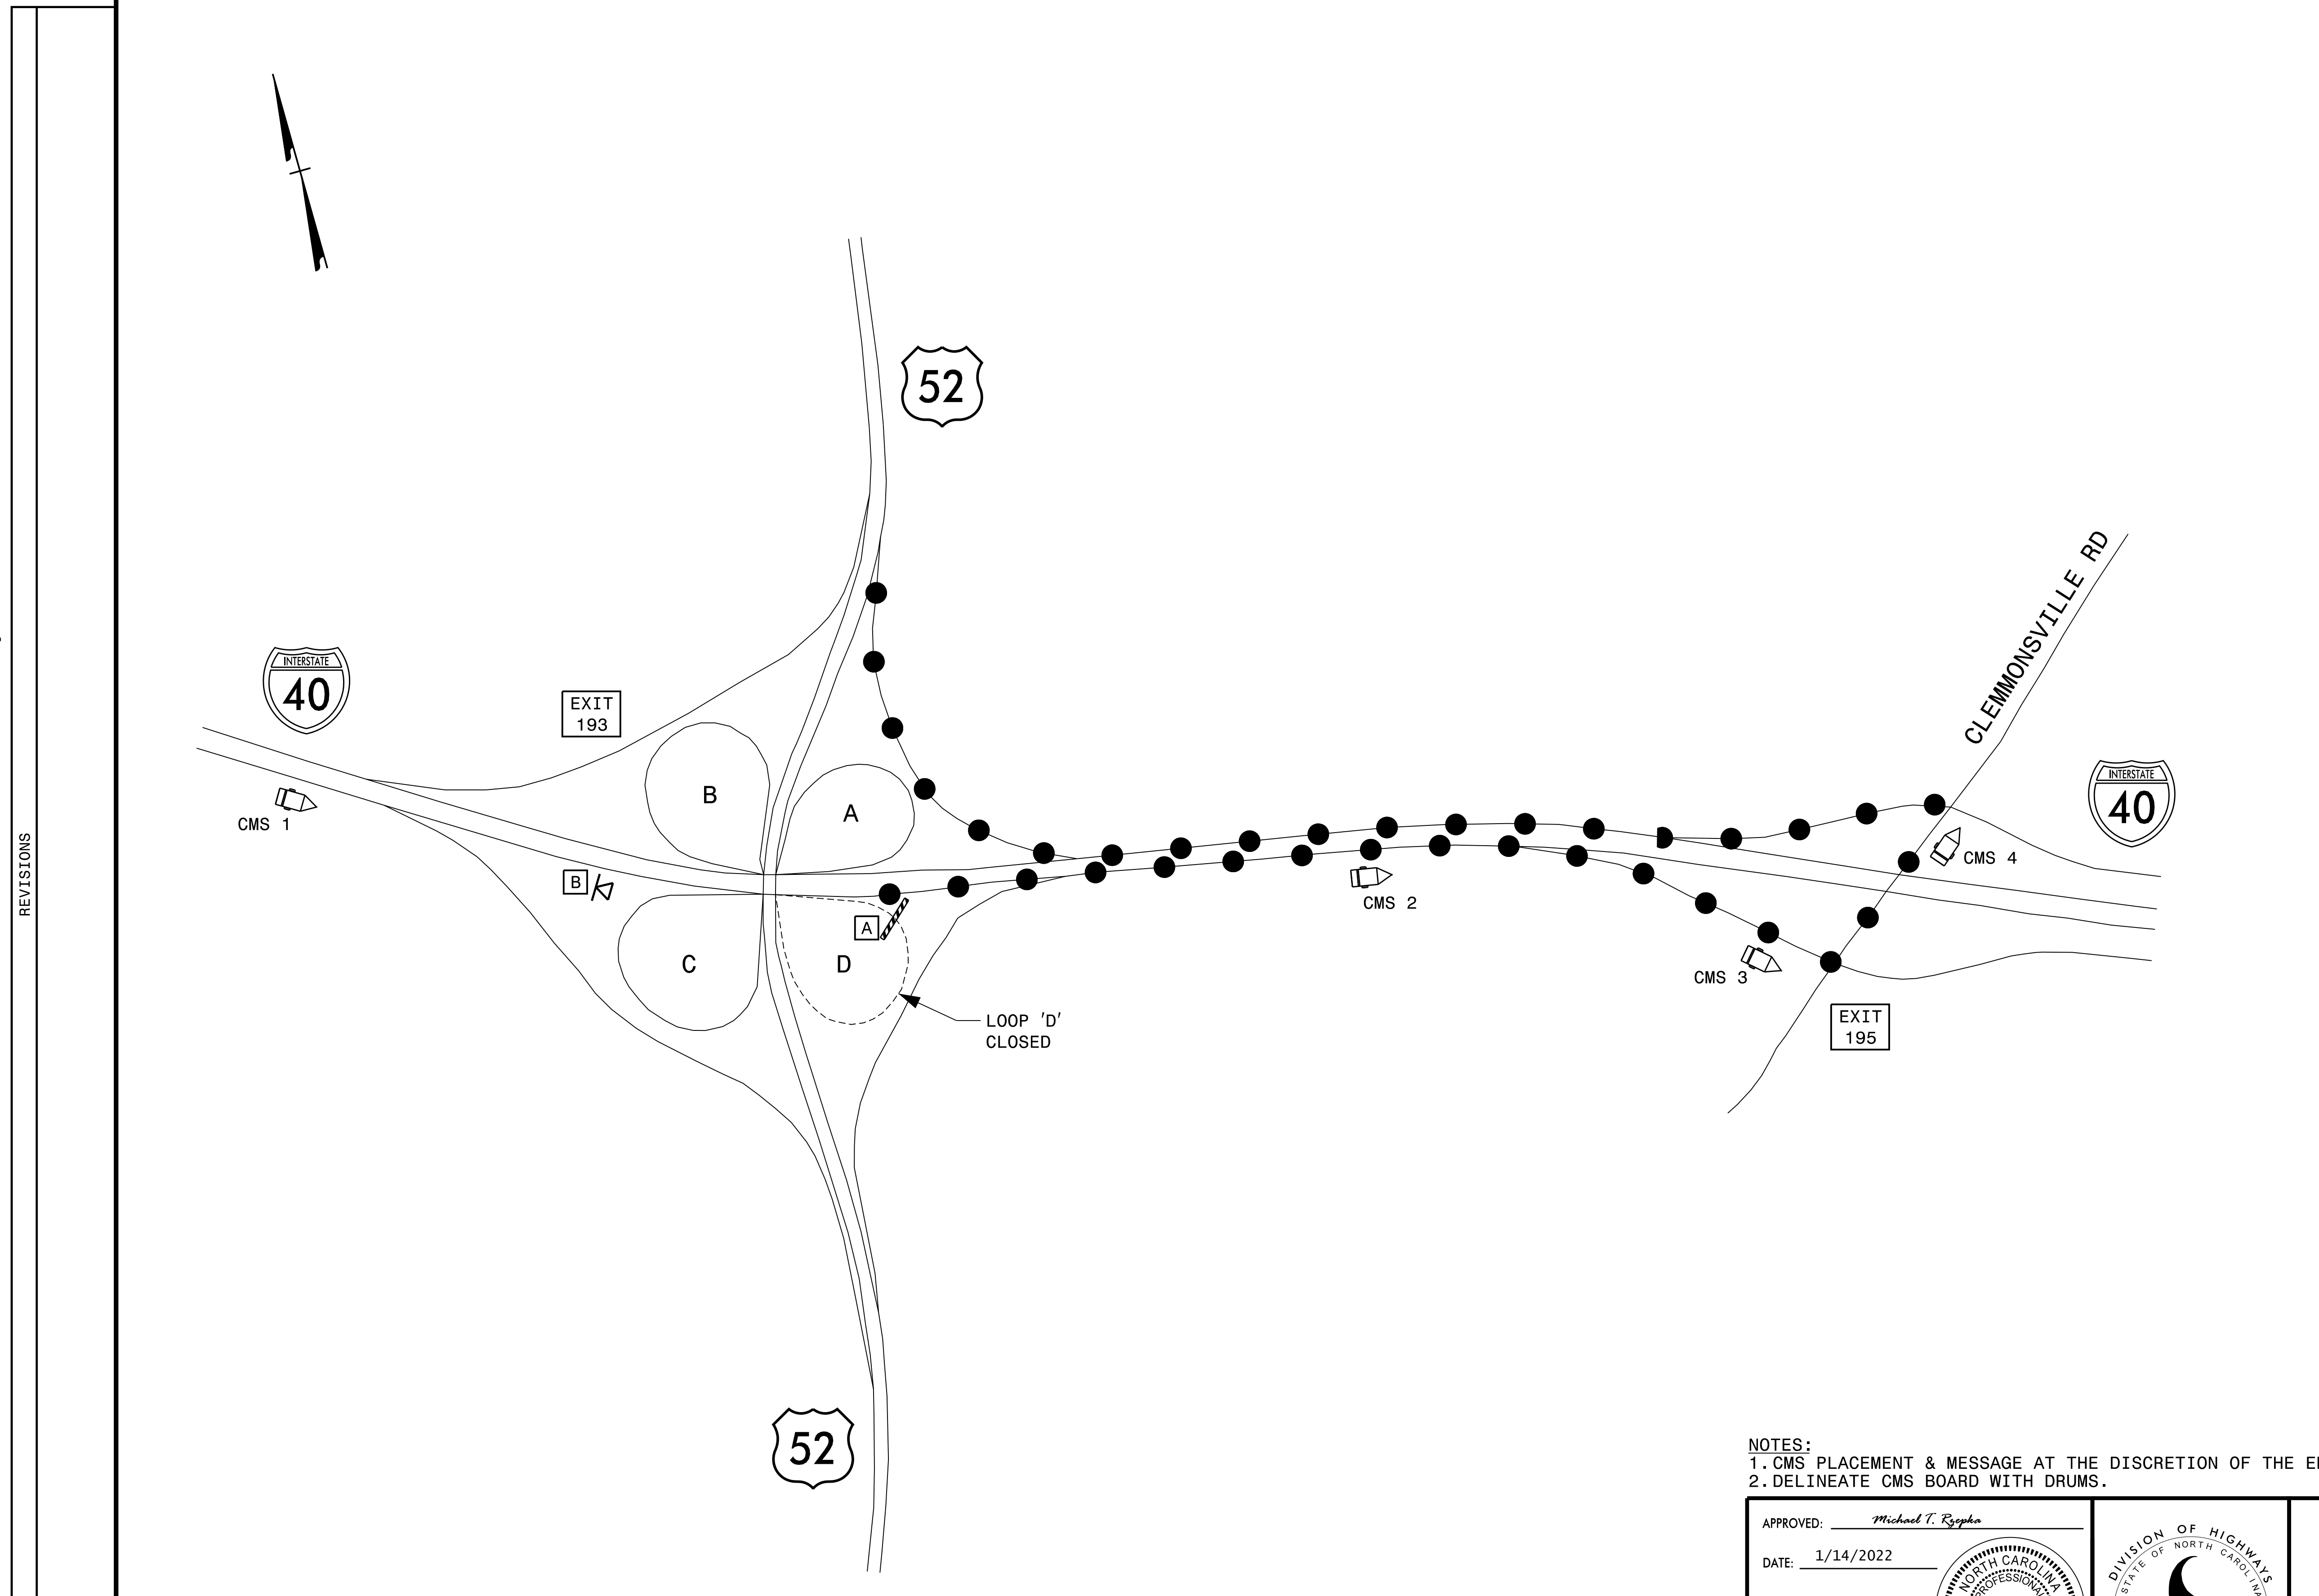 REVISIONS
52
INTERSTATE
40
EXIT
193
CMS 1
B
A
B
A
C
D
LOOP 'D'
CLOSED
CMS 2
CMS 3
CMS 4
CLEMMONSVILLE RD
INTERSTATE
40
EXIT
195
52
NOTES:
1. CMS PLACEMENT & MESSAGE AT THE DISCRETION OF THE
2. DELINEATE CMS BOARD WITH DRUMS.
APPROVED: Michael T. Rzepka
DATE: 1/14/2022
NORTH CAROLINA
PROFESSIONAL
DIVISION OF HIGHWAYS
STATE OF NORTH CAROLINA